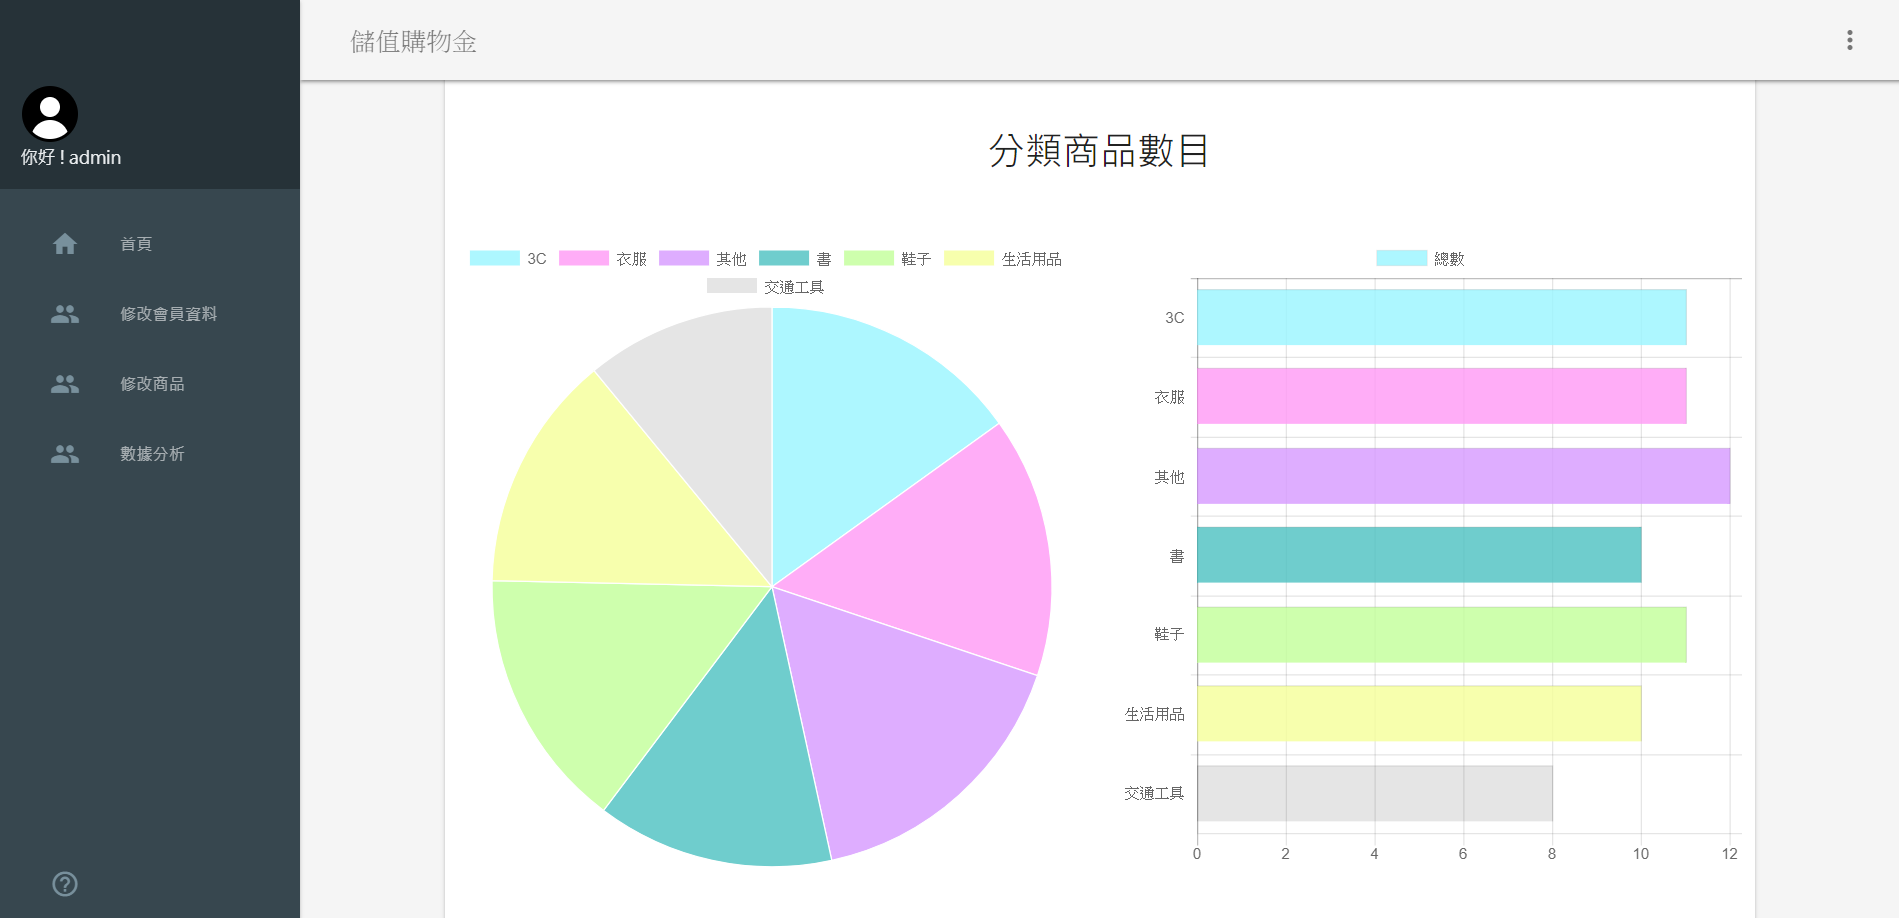 儲值購物金
你好 ! admin
首頁
修改會員資料
修改商品
數據分析
分類商品數目
3C 衣服 其他 書 鞋子 生活用品
交通工具
總數
3C
衣服
其他
書
鞋子
生活用品
交通工具
0 2 4 6 8 10 12